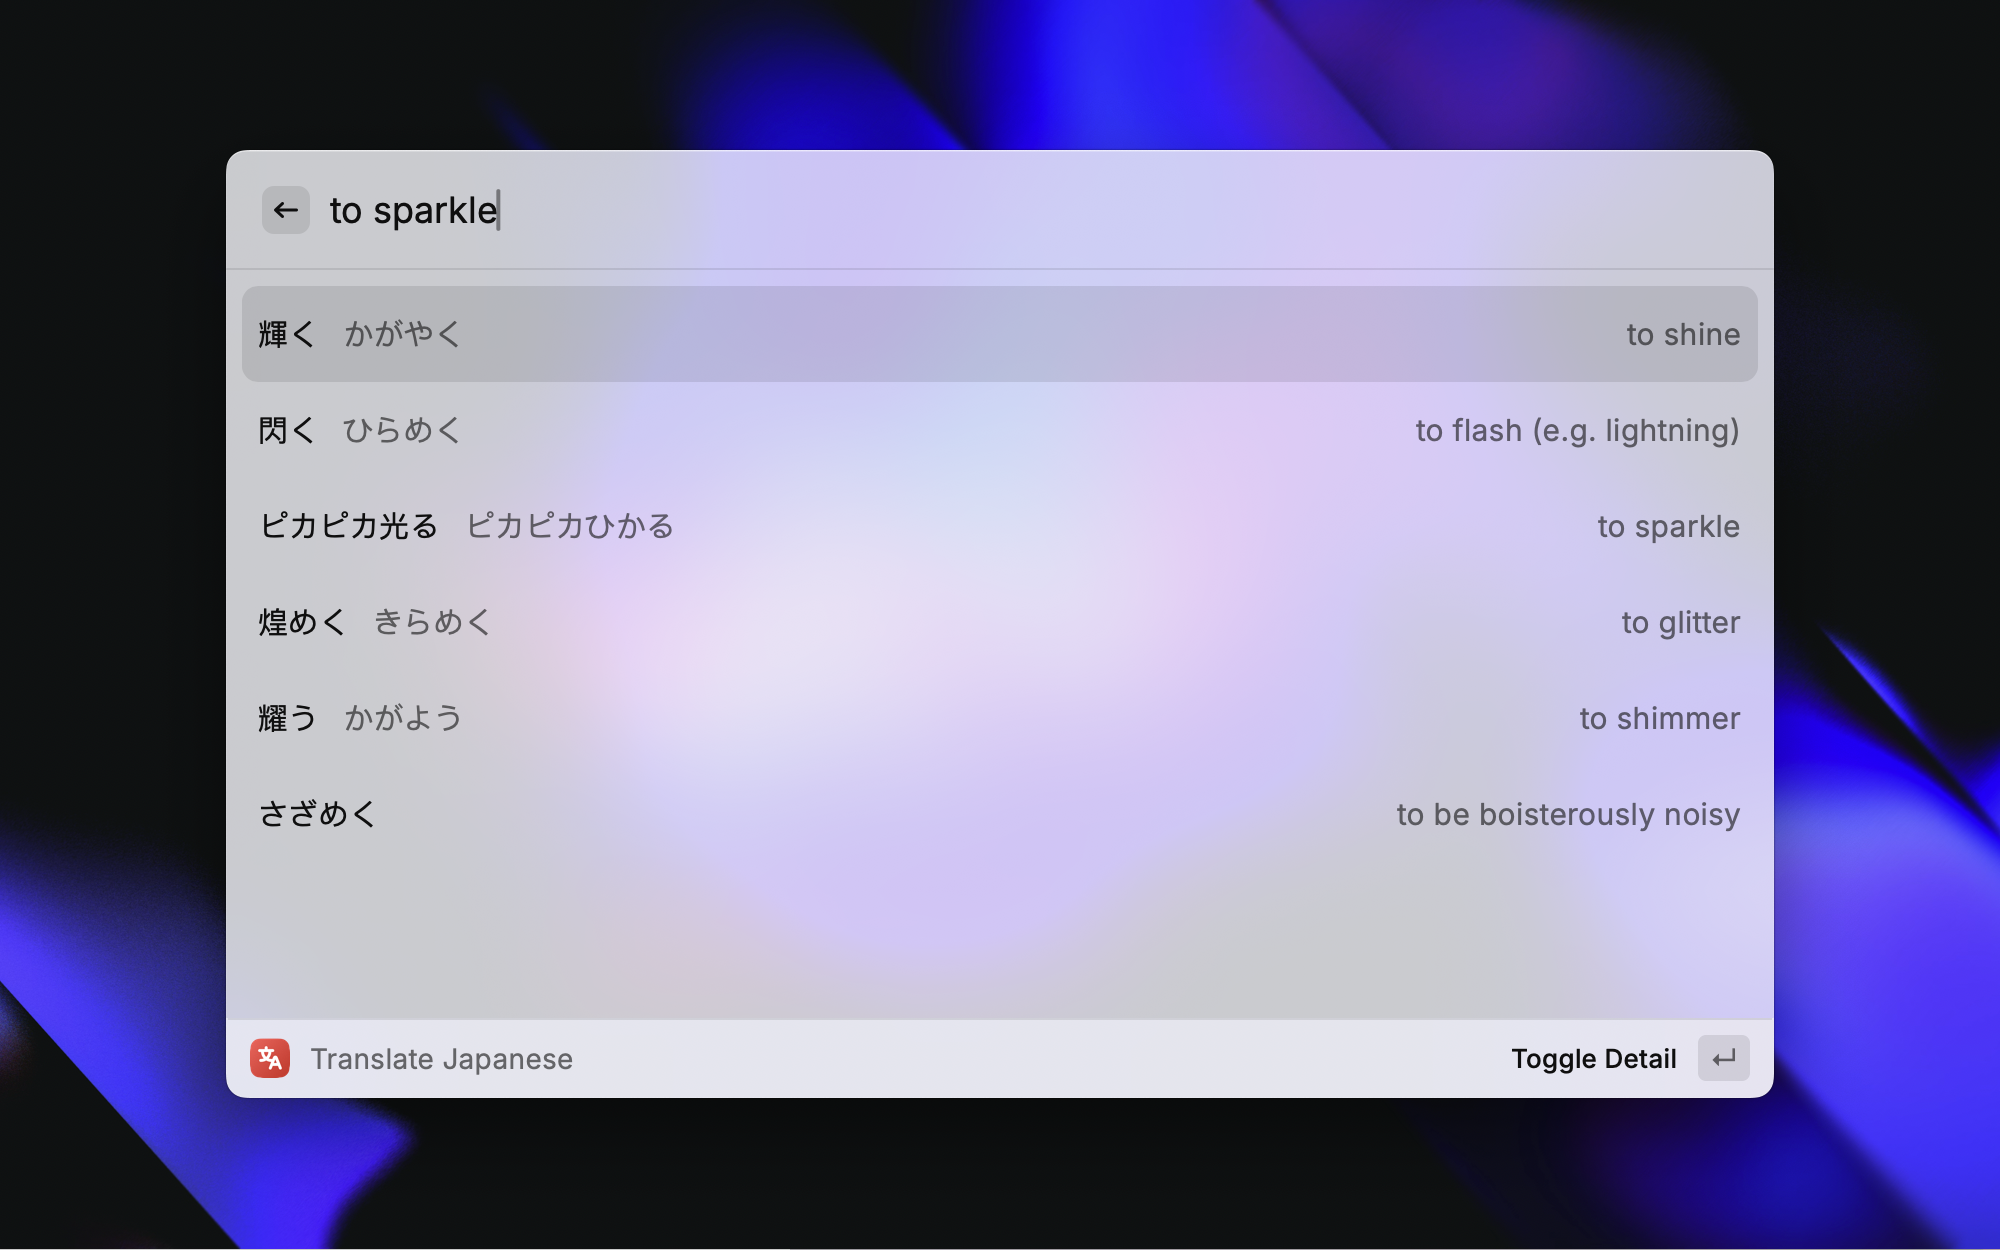 to sparkle
輝く かがやく to shine
閃く ひらめく to flash (e.g. lightning)
ピカピカ光る ピカピカひかる to sparkle
煌めく きらめく to glitter
耀う かがよう to shimmer
さざめく to be boisterously noisy
文A Translate Japanese Toggle Detail